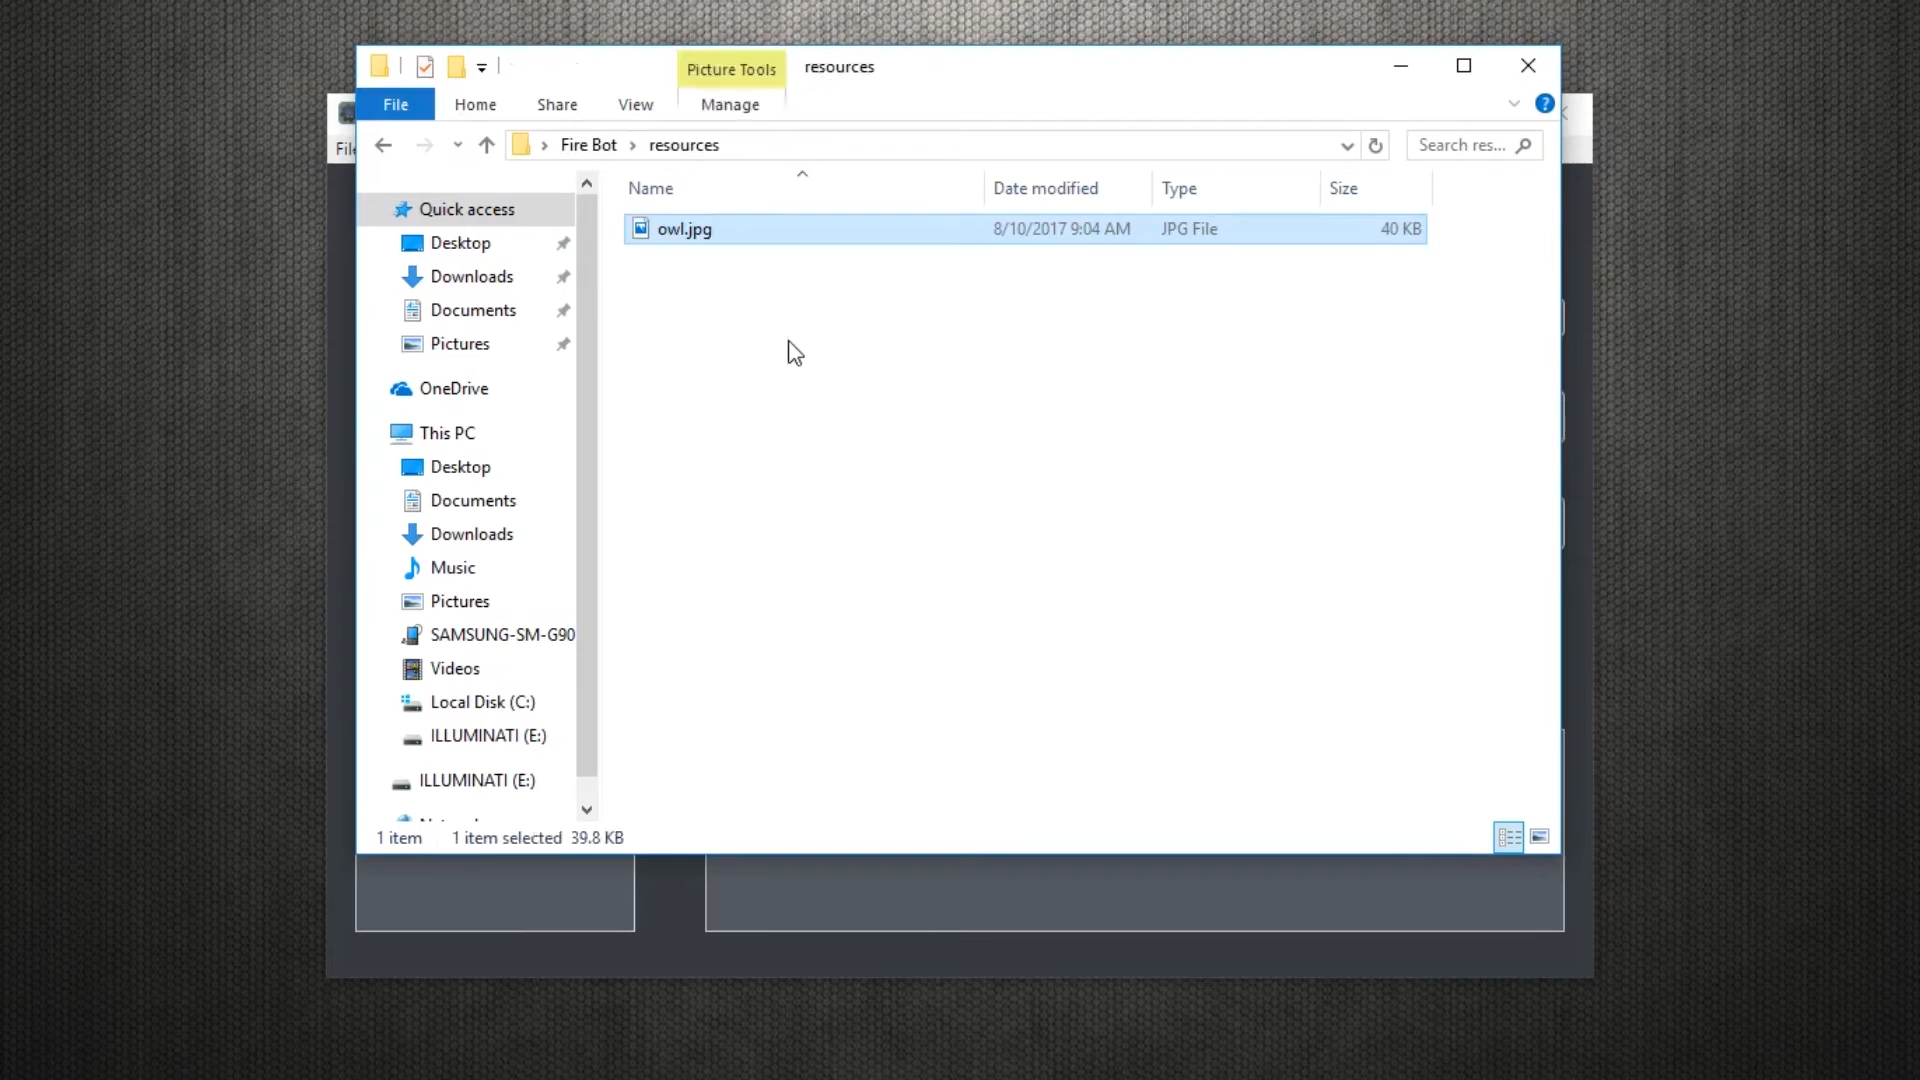 Picture Tools
resources
File
Home
Share
View
Manage
?
File
Fire Bot
resources
Search res...
Name
Date modified
Type
Size
owl.jpg
8/10/2017 9:04 AM
JPG File
40 KB
Quick access
Desktop
Downloads
Documents
Pictures
OneDrive
This PC
Desktop
Documents
Downloads
Music
Pictures
SAMSUNG-SM-G90
Videos
Local Disk (C:)
ILLUMINATI (E:)
ILLUMINATI (E:)
1 item
1 item selected 39.8 KB